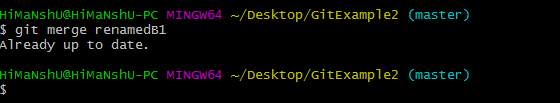 HiMaNshU@HiMaNshU-PC MINGW64 ~/Desktop/GitExample2 (master)
$ git merge renamedB1
Already up to date.
HiMaNshU@HiMaNshU-PC MINGW64 ~/Desktop/GitExample2 (master)
$